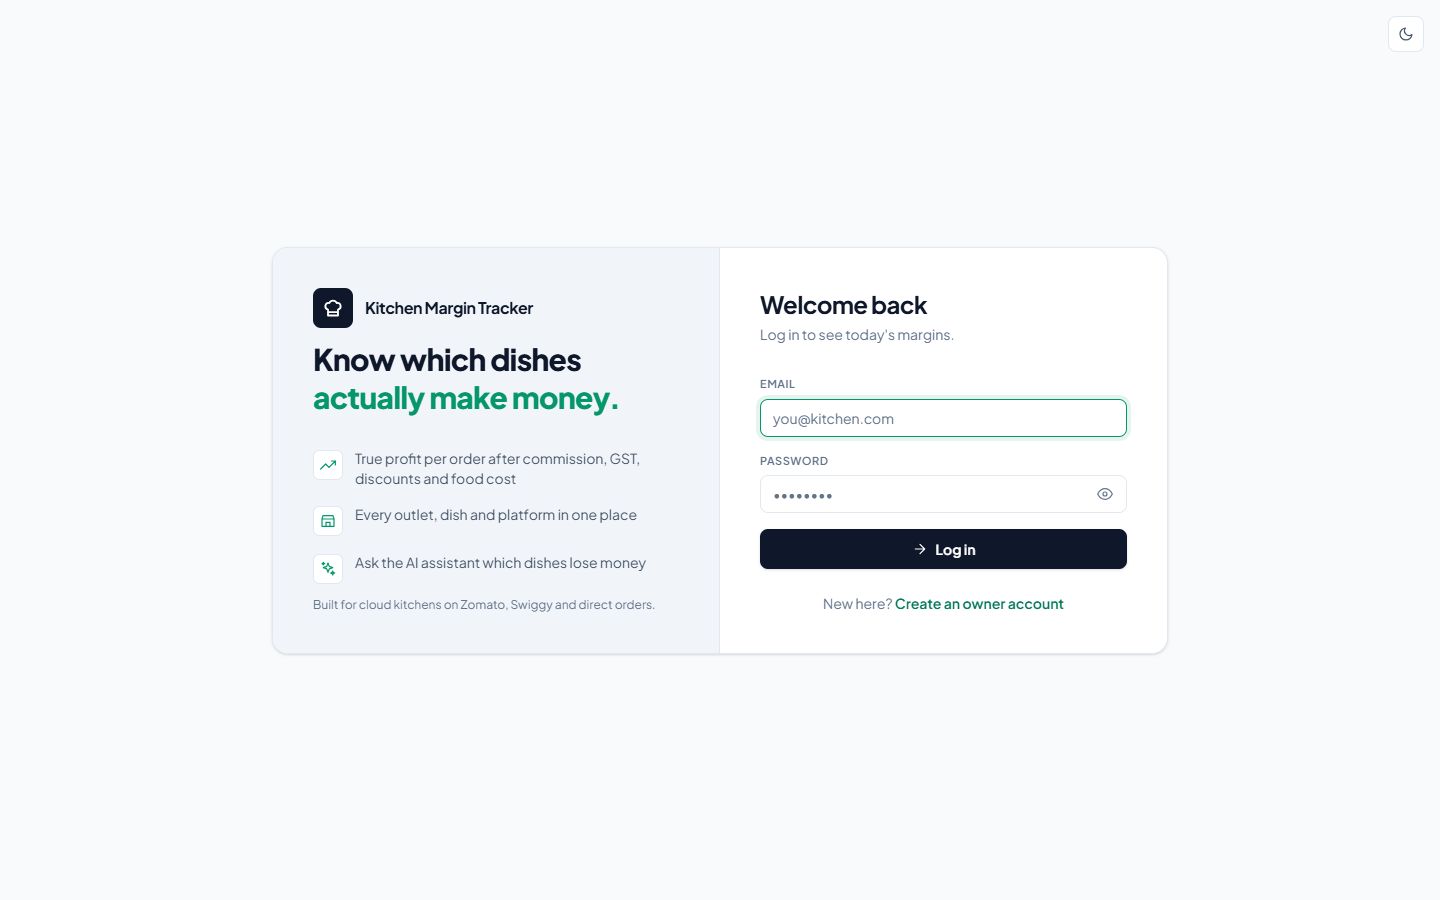 Kitchen Margin Tracker
Know which dishes
actually make money.
True profit per order after commission, GST,
discounts and food cost
Every outlet, dish and platform in one place
Ask the AI assistant which dishes lose money
Built for cloud kitchens on Zomato, Swiggy and direct orders.
Welcome back
Log in to see today's margins.
EMAIL
you@kitchen.com
PASSWORD
••••••••
Log in
New here? Create an owner account